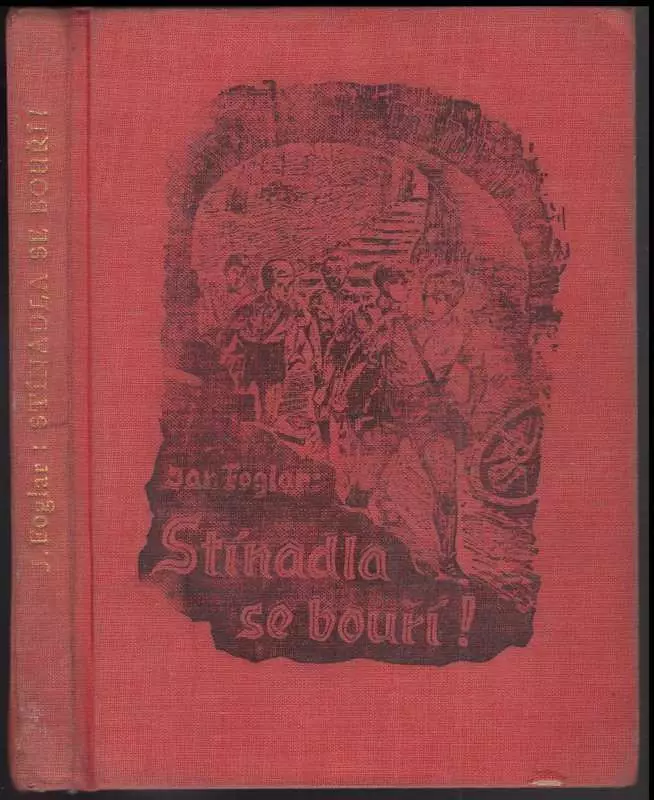 J. Foglar : STÍNADLA SE BOUŘÍ!
Jar. Foglar:
Stínadla
se bouří!